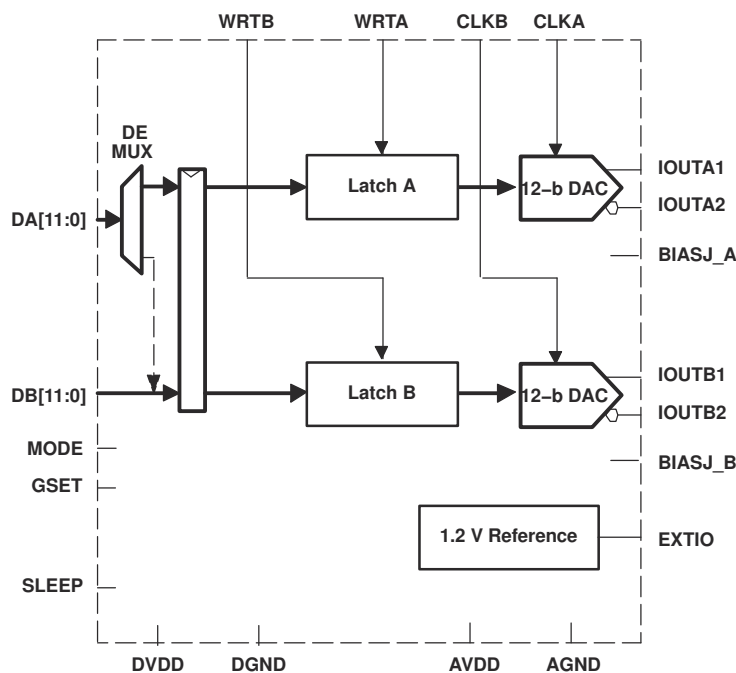 WRTB WRTA CLKB CLKA
DE
MUX
Latch A
12–b DAC
IOUTA1
IOUTA2
DA[11:0]
BIASJ_A
IOUTB1
DB[11:0]
Latch B
12–b DAC
IOUTB2
MODE
BIASJ_B
GSET
1.2 V Reference
EXTIO
SLEEP
DVDD DGND AVDD AGND